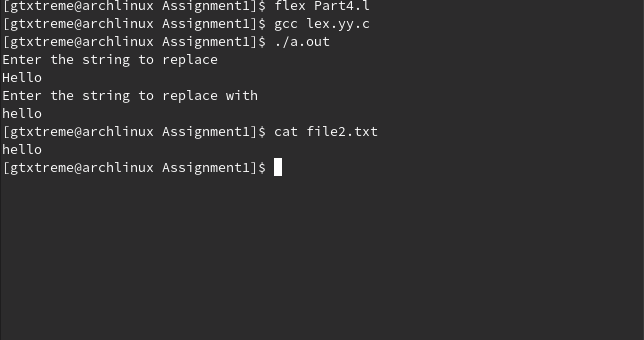 [gtxtreme@archlinux Assignment1]$ flex Part4.l
[gtxtreme@archlinux Assignment1]$ gcc lex.yy.c
[gtxtreme@archlinux Assignment1]$ ./a.out
Enter the string to replace
Hello
Enter the string to replace with
hello
[gtxtreme@archlinux Assignment1]$ cat file2.txt
hello
[gtxtreme@archlinux Assignment1]$